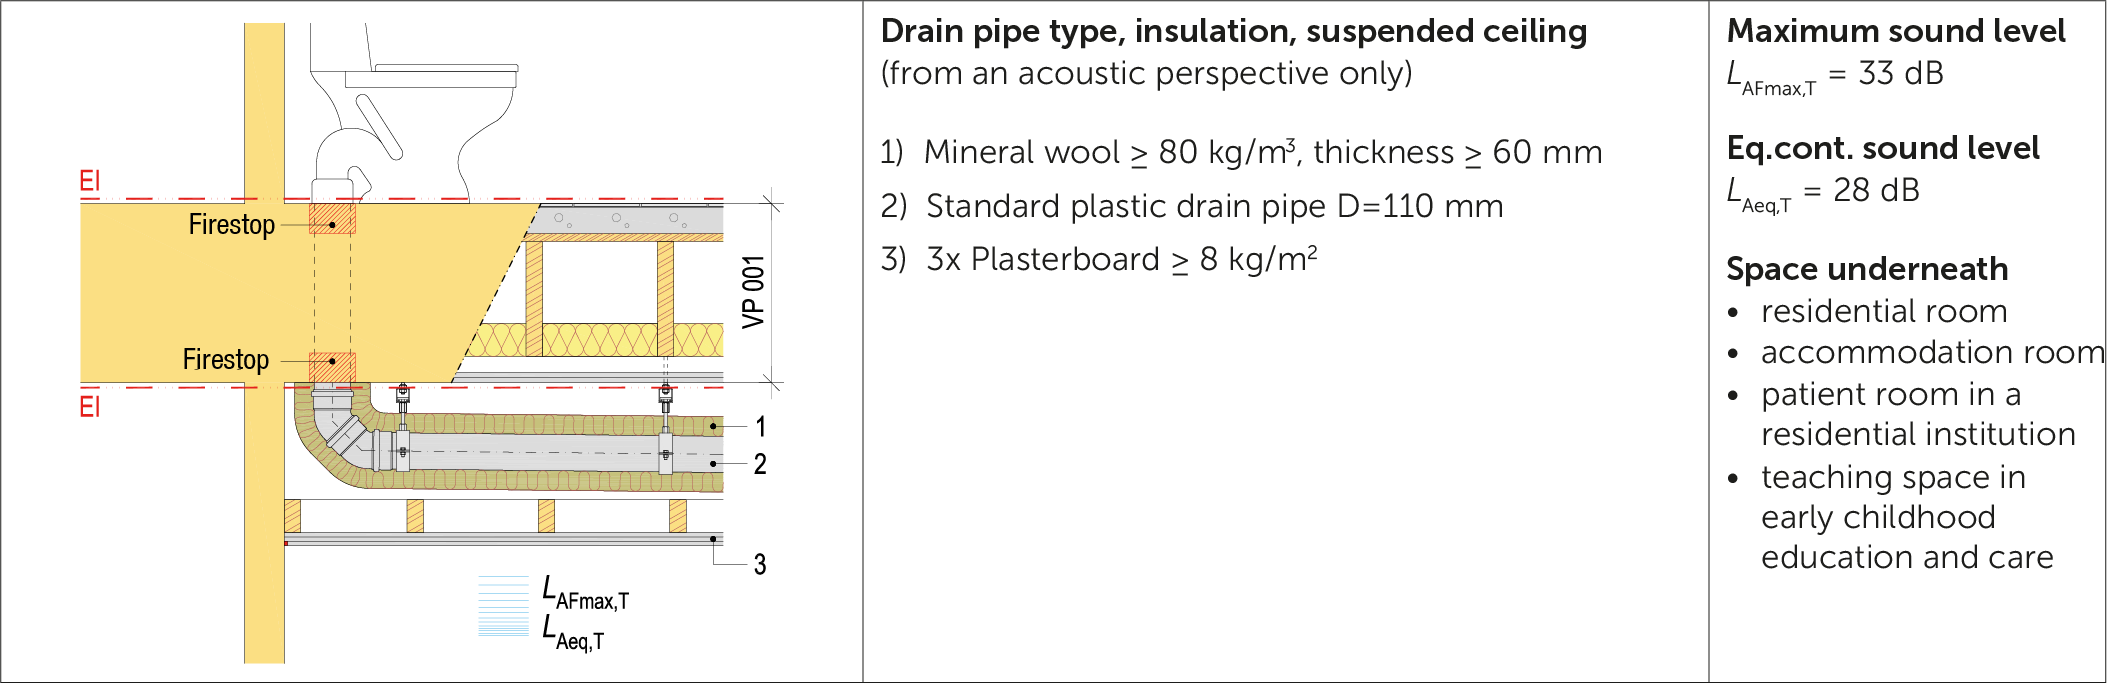 EI
Firestop
VP 001
Firestop
EI
1
2
3
LAFmax,T
LAeq,T
Drain pipe type, insulation, suspended ceiling
(from an acoustic perspective only)
1) Mineral wool ≥ 80 kg/m³, thickness ≥ 60 mm
2) Standard plastic drain pipe D=110 mm
3) 3x Plasterboard ≥ 8 kg/m²
Maximum sound level
LAFmax,T = 33 dB
Eq.cont. sound level
LAeq,T = 28 dB
Space underneath
• residential room
• accommodation room
• patient room in a
residential institution
• teaching space in
early childhood
education and care